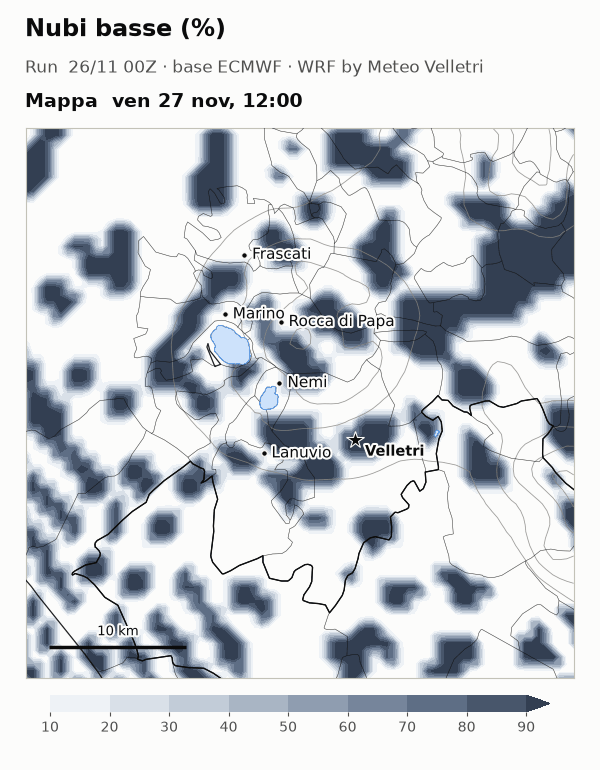 Nubi basse (%)
Run  26/11 00Z · base ECMWF · WRF by Meteo Velletri
Mappa  ven 27 nov, 12:00
Frascati
Marino
Rocca di Papa
Nemi
Velletri
Lanuvio
10 km
10 20 30 40 50 60 70 80 90